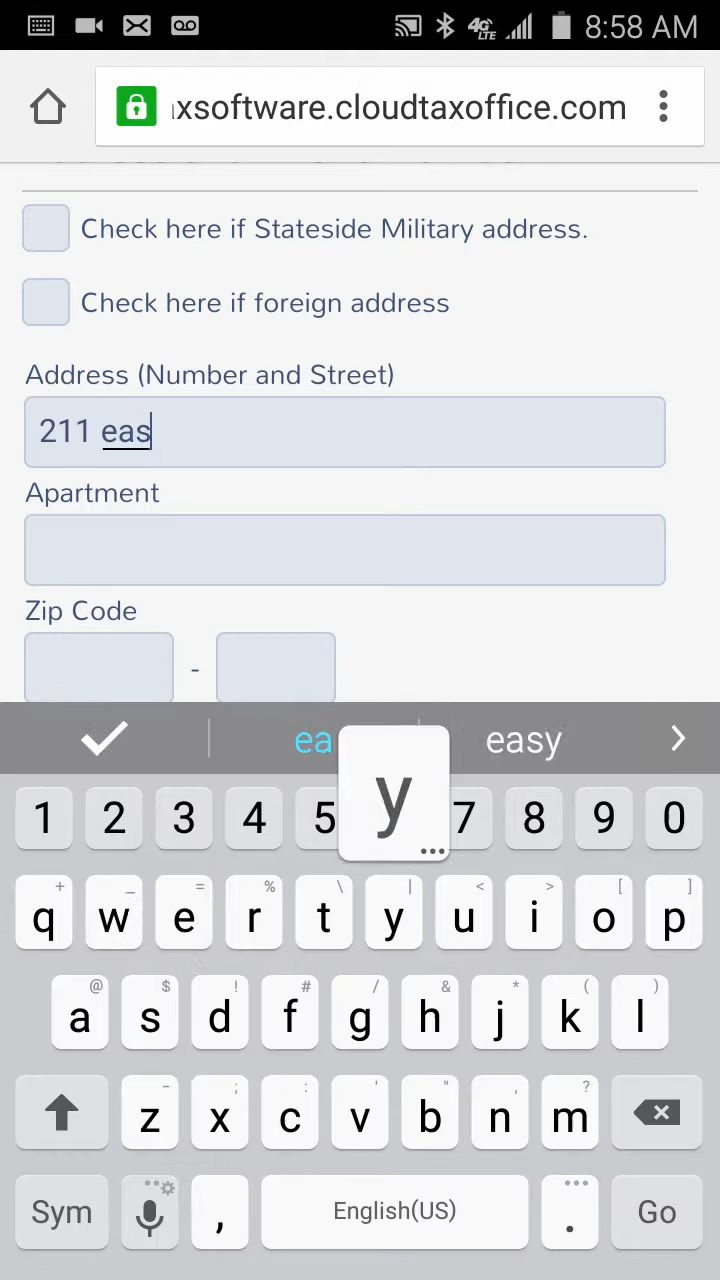 8:58 AM
xsoftware.cloudtaxoffice.com
Check here if Stateside Military address.
Check here if foreign address
Address (Number and Street)
211 eas
Apartment
Zip Code
-
ea easy
y
1 2 3 4 5 7 8 9 0
q w e r t y u i o p
a s d f g h j k l
z x c v b n m
Sym , English(US) . Go